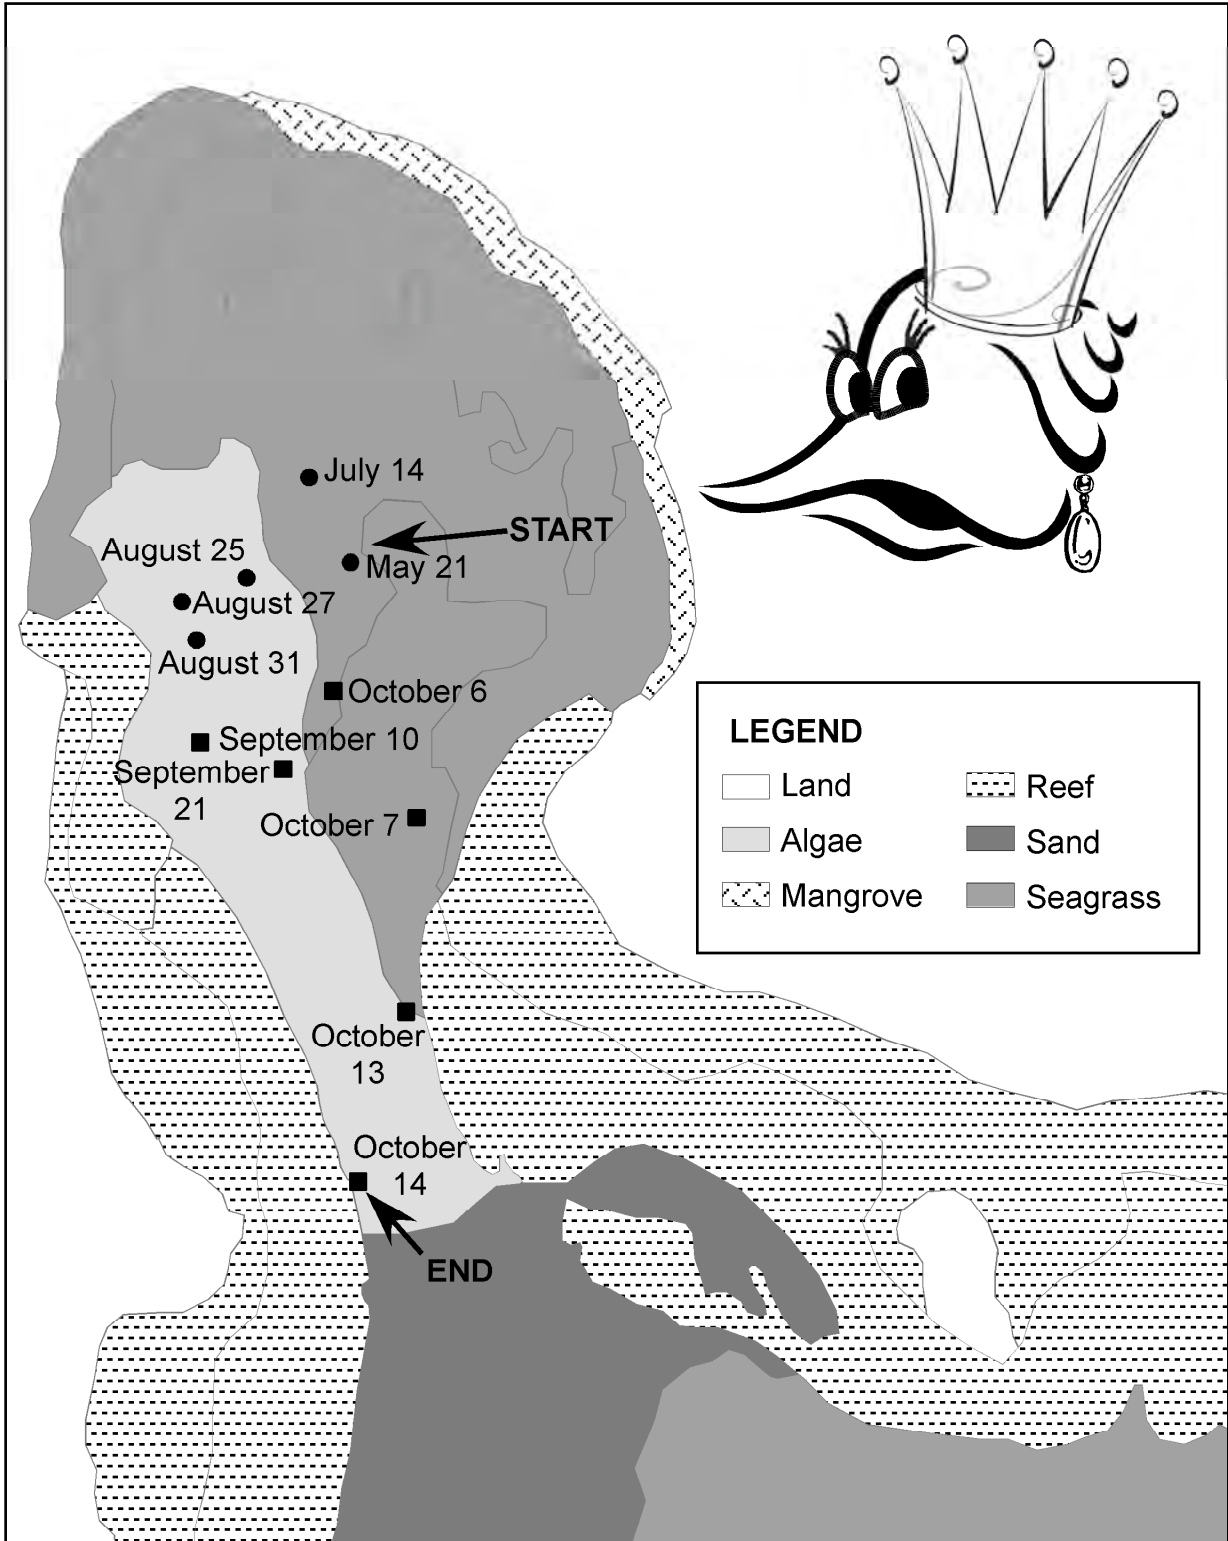 July 14
START
August 25
May 21
August 27
August 31
October 6
September 10
September
21
October 7
October
13
October
14
END
LEGEND
Land
Reef
Algae
Sand
Mangrove
Seagrass